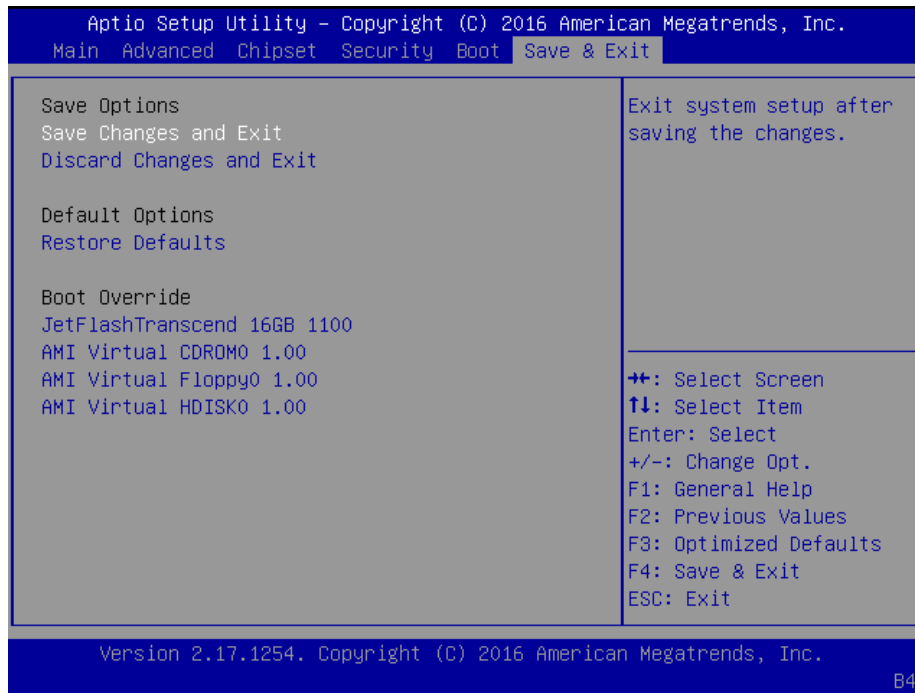 Aptio Setup Utility – Copyright (C) 2016 American Megatrends, Inc.
Main Advanced Chipset Security Boot Save & Exit
Save Options
Save Changes and Exit
Discard Changes and Exit
Default Options
Restore Defaults
Boot Override
JetFlashTranscend 16GB 1100
AMI Virtual CDROM0 1.00
AMI Virtual Floppy0 1.00
AMI Virtual HDISK0 1.00
Exit system setup after
saving the changes.
→←: Select Screen
↑↓: Select Item
Enter: Select
+/-: Change Opt.
F1: General Help
F2: Previous Values
F3: Optimized Defaults
F4: Save & Exit
ESC: Exit
Version 2.17.1254. Copyright (C) 2016 American Megatrends, Inc.
B4